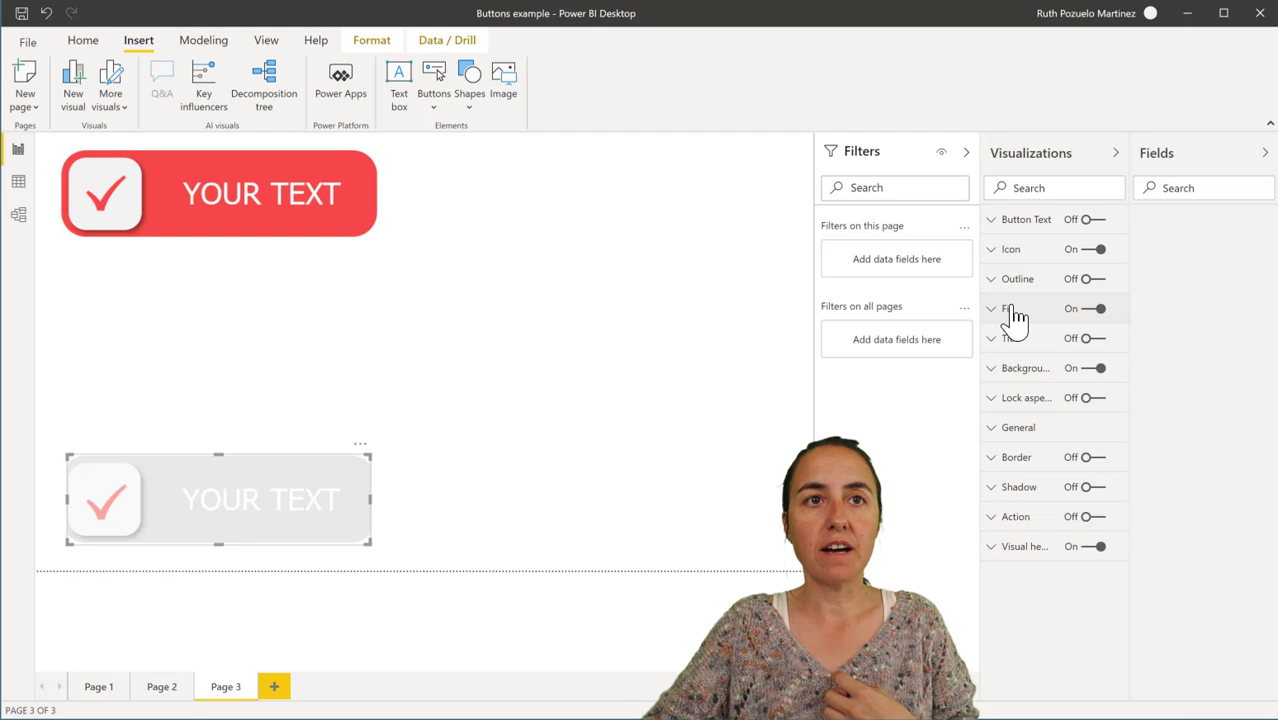 Buttons example - Power BI Desktop
Ruth Pozuelo Martinez
File
Home
Insert
Modeling
View
Help
Format
Data / Drill
New page
New visual
More visuals
Q&A
Key influencers
Decomposition tree
Power Apps
Text box
Buttons
Shapes
Image
Pages
Visuals
AI visuals
Power Platform
Elements
YOUR TEXT
YOUR TEXT
Filters
Search
Filters on this page
...
Add data fields here
Filters on all pages
...
Add data fields here
Visualizations
Search
Button Text Off
Icon On
Outline Off
On
Off
Backgrou... On
Lock aspe... Off
General
Border Off
Shadow Off
Action Off
Visual he... On
Fields
Search
Page 1
Page 2
Page 3
PAGE 3 OF 3